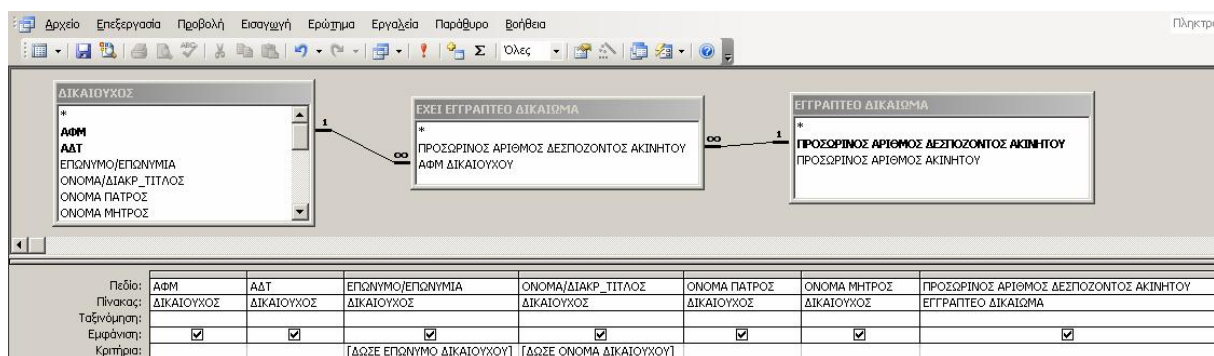 Αρχείο Επεξεργασία Προβολή Εισαγωγή Ερώτημα Εργαλεία Παράθυρο Βοήθεια
Όλες
ΔΙΚΑΙΟΥΧΟΣ
*
ΑΦΜ
ΑΔΤ
ΕΠΩΝΥΜΟ/ΕΠΩΝΥΜΙΑ
ΟΝΟΜΑ/ΔΙΑΚΡ_ΤΙΤΛΟΣ
ΟΝΟΜΑ ΠΑΤΡΟΣ
ΟΝΟΜΑ ΜΗΤΡΟΣ
1
∞
ΕΧΕΙ ΕΓΓΡΑΠΤΕΟ ΔΙΚΑΙΩΜΑ
*
ΠΡΟΣΩΡΙΝΟΣ ΑΡΙΘΜΟΣ ΔΕΣΠΟΖΟΝΤΟΣ ΑΚΙΝΗΤΟΥ
ΑΦΜ ΔΙΚΑΙΟΥΧΟΥ
∞
1
ΕΓΓΡΑΠΤΕΟ ΔΙΚΑΙΩΜΑ
*
ΠΡΟΣΩΡΙΝΟΣ ΑΡΙΘΜΟΣ ΔΕΣΠΟΖΟΝΤΟΣ ΑΚΙΝΗΤΟΥ
ΠΡΟΣΩΡΙΝΟΣ ΑΡΙΘΜΟΣ ΑΚΙΝΗΤΟΥ
Πεδίο: ΑΦΜ ΑΔΤ ΕΠΩΝΥΜΟ/ΕΠΩΝΥΜΙΑ ΟΝΟΜΑ/ΔΙΑΚΡ_ΤΙΤΛΟΣ ΟΝΟΜΑ ΠΑΤΡΟΣ ΟΝΟΜΑ ΜΗΤΡΟΣ ΠΡΟΣΩΡΙΝΟΣ ΑΡΙΘΜΟΣ ΔΕΣΠΟΖΟΝΤΟΣ ΑΚΙΝΗΤΟΥ
Πίνακας: ΔΙΚΑΙΟΥΧΟΣ ΔΙΚΑΙΟΥΧΟΣ ΔΙΚΑΙΟΥΧΟΣ ΔΙΚΑΙΟΥΧΟΣ ΔΙΚΑΙΟΥΧΟΣ ΔΙΚΑΙΟΥΧΟΣ ΕΓΓΡΑΠΤΕΟ ΔΙΚΑΙΩΜΑ
Ταξινόμηση:
Εμφάνιση:
Κριτήρια: [ΔΩΣΕ ΕΠΩΝΥΜΟ ΔΙΚΑΙΟΥΧΟΥ] [ΔΩΣΕ ΟΝΟΜΑ ΔΙΚΑΙΟΥΧΟΥ]